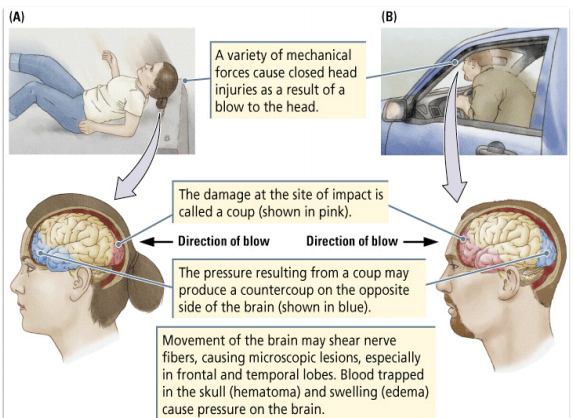 (A)
(B)
A variety of mechanical
forces cause closed head
injuries as a result of a
blow to the head.
The damage at the site of impact is
called a coup (shown in pink).
Direction of blow
Direction of blow
The pressure resulting from a coup may
produce a countercoup on the opposite
side of the brain (shown in blue).
Movement of the brain may shear nerve
fibers, causing microscopic lesions, especially
in frontal and temporal lobes. Blood trapped
in the skull (hematoma) and swelling (edema)
cause pressure on the brain.